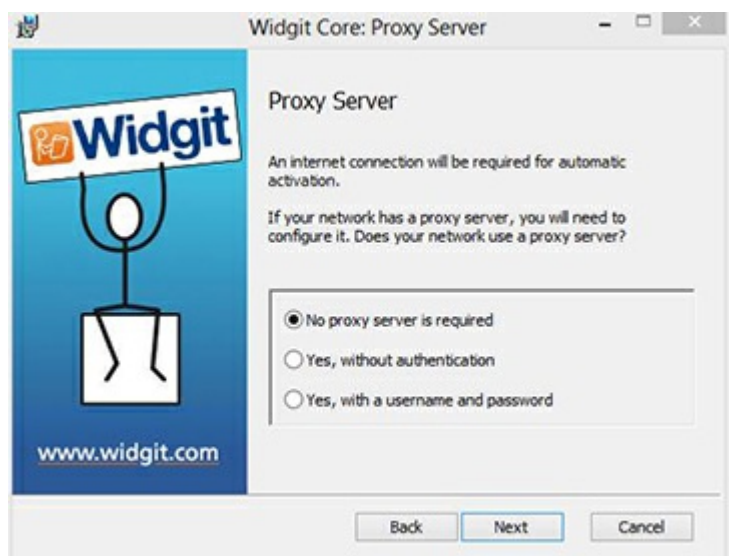 Widgit Core: Proxy Server
Widgit
Proxy Server
An internet connection will be required for automatic
activation.
If your network has a proxy server, you will need to
configure it. Does your network use a proxy server?
No proxy server is required
Yes, without authentication
Yes, with a username and password
www.widgit.com
Back
Next
Cancel